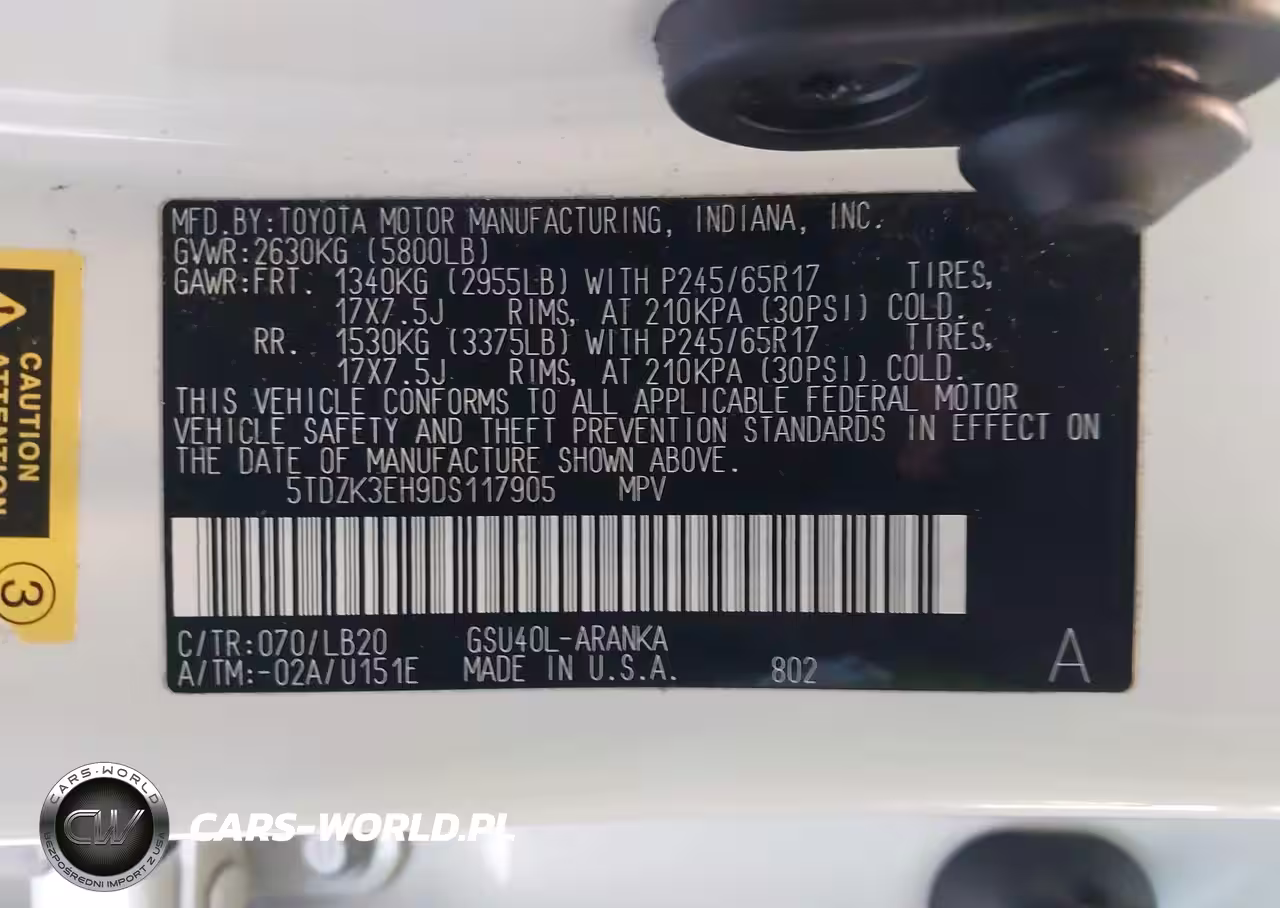 MFD.BY:TOYOTA MOTOR MANUFACTURING, INDIANA, INC.
GVWR:2630KG (5800LB)
GAWR:FRT. 1340KG (2955LB) WITH P245/65R17 TIRES,
17X7.5J RIMS, AT 210KPA (30PSI) COLD.
RR. 1530KG (3375LB) WITH P245/65R17 TIRES,
17X7.5J RIMS, AT 210KPA (30PSI) COLD.
THIS VEHICLE CONFORMS TO ALL APPLICABLE FEDERAL MOTOR
VEHICLE SAFETY AND THEFT PREVENTION STANDARDS IN EFFECT ON
THE DATE OF MANUFACTURE SHOWN ABOVE.
5TDZK3EH9DS117905 MPV
C/TR:070/LB20 GSU40L-ARANKA
A/TM:-02A/U151E MADE IN U.S.A. 802 A
CAUTION
ATTENTION
3
CARS-WORLD
CW
BEZPOŚREDNI IMPORT Z USA
CARS-WORLD.PL